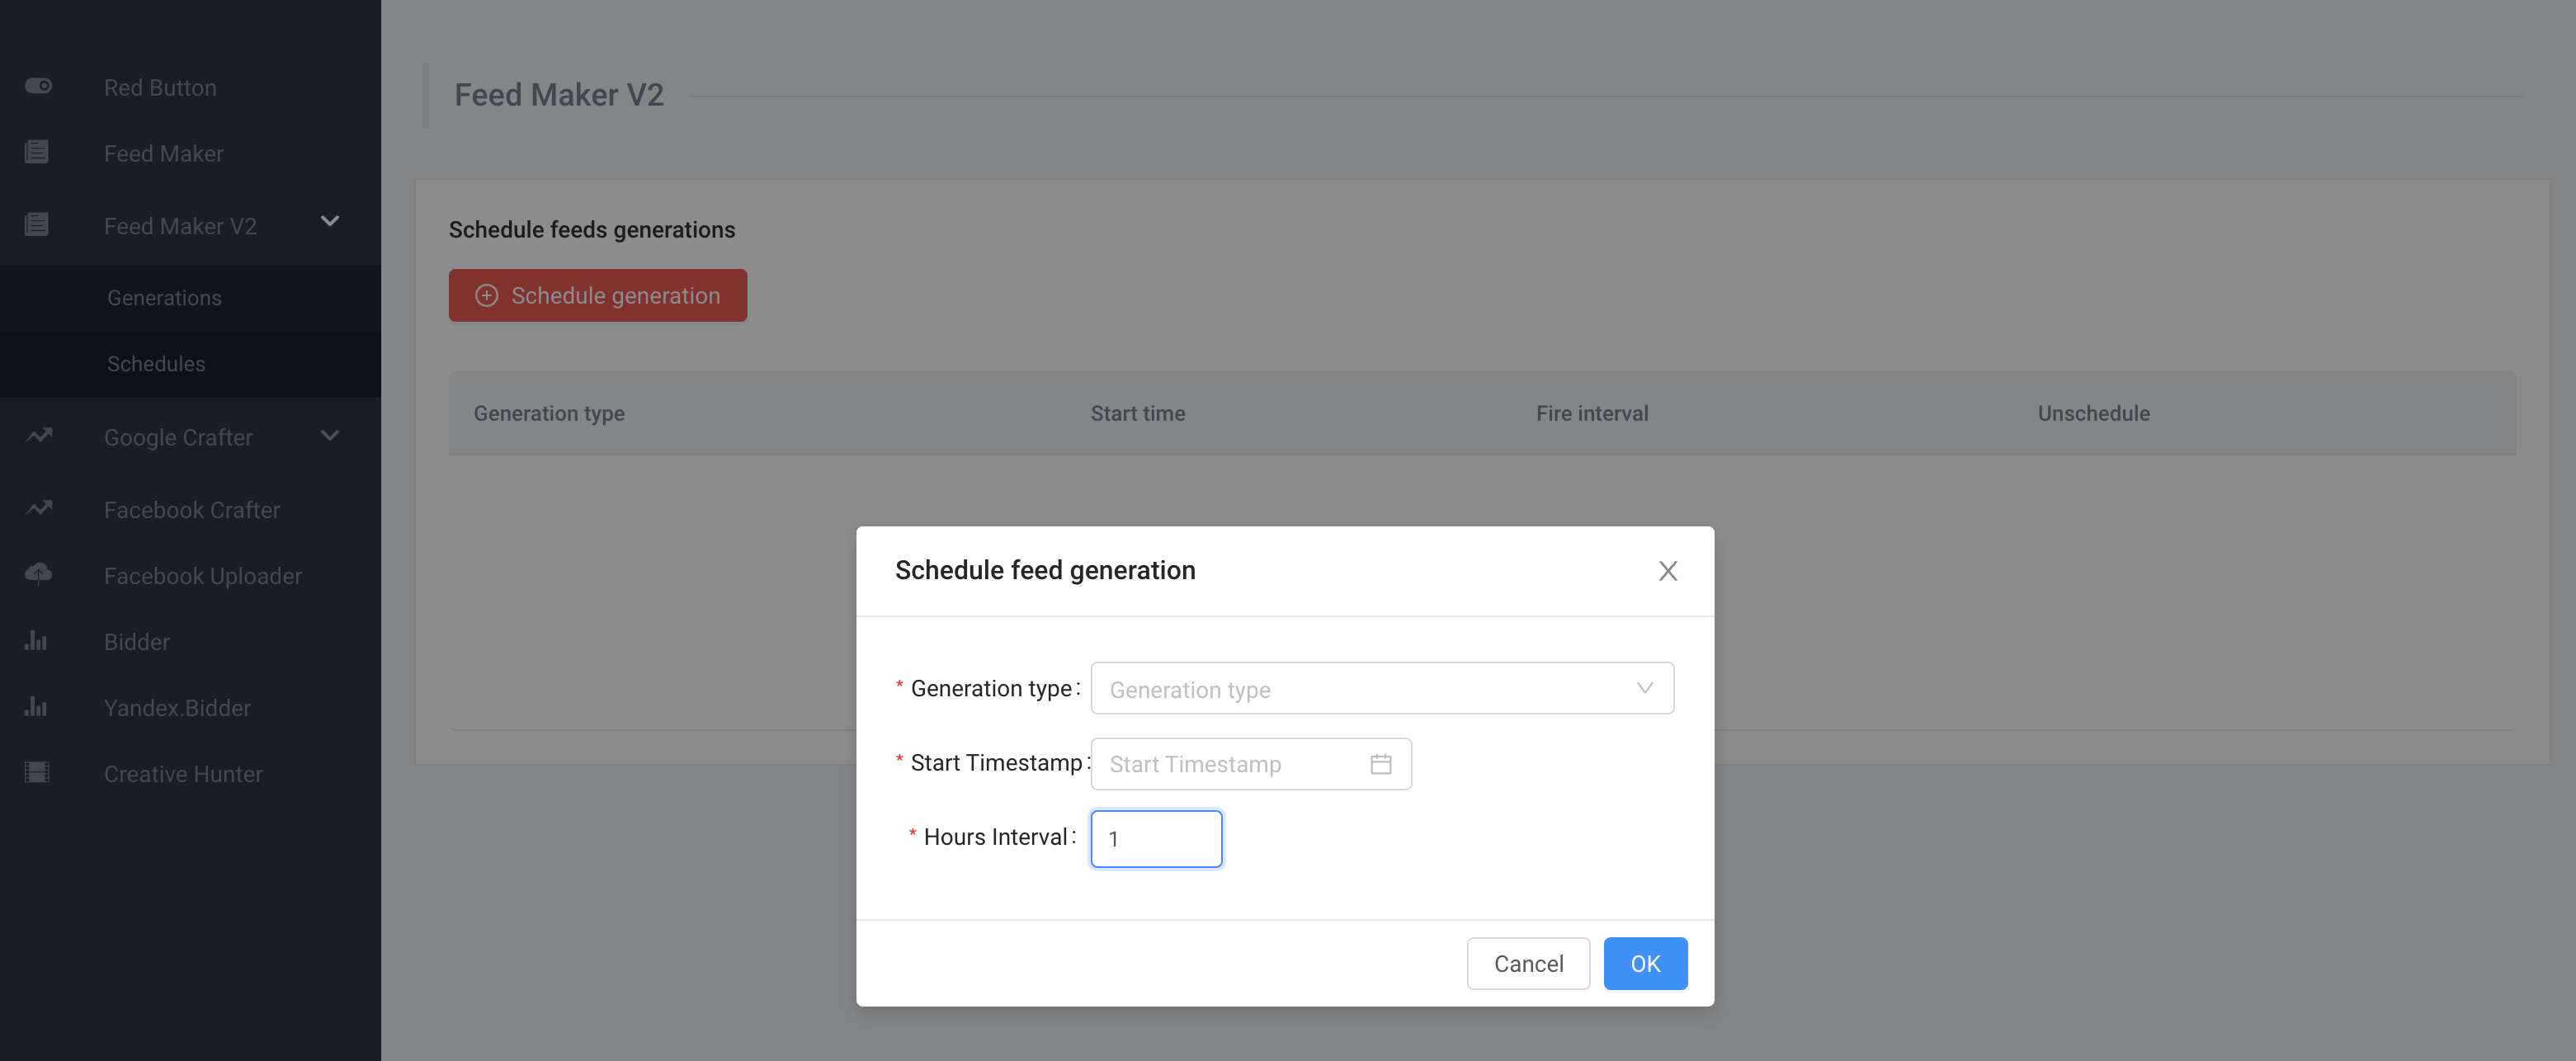 Red Button
Feed Maker
Feed Maker V2
Generations
Schedules
Google Crafter
Facebook Crafter
Facebook Uploader
Bidder
Yandex.Bidder
Creative Hunter
Feed Maker V2
Schedule feeds generations
Schedule generation
Generation type Start time Fire interval Unschedule
Schedule feed generation
* Generation type: Generation type
* Start Timestamp: Start Timestamp
* Hours Interval: 1
Cancel OK